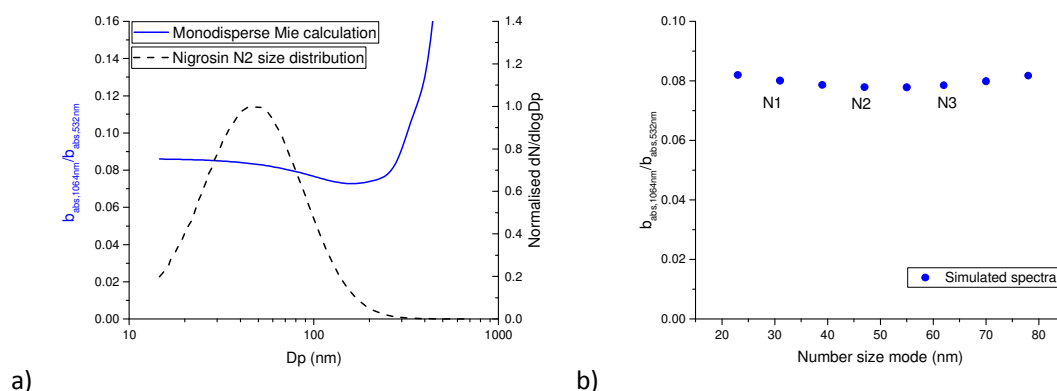 0.16
0.14
0.12
0.10
0.08
0.06
0.04
0.02
0.00
b_abs,1064nm/b_abs,532nm
Monodisperse Mie calculation
Nigrosin N2 size distribution
1.4
1.2
1.0
0.8
0.6
0.4
0.2
0.0
Normalised dN/dlogDp
10
100
1000
Dp (nm)
a)
0.10
0.08
0.06
0.04
0.02
0.00
b_abs,1064nm/b_abs,532nm
N1
N2
N3
Simulated spectra
20
30
40
50
60
70
80
Number size mode (nm)
b)